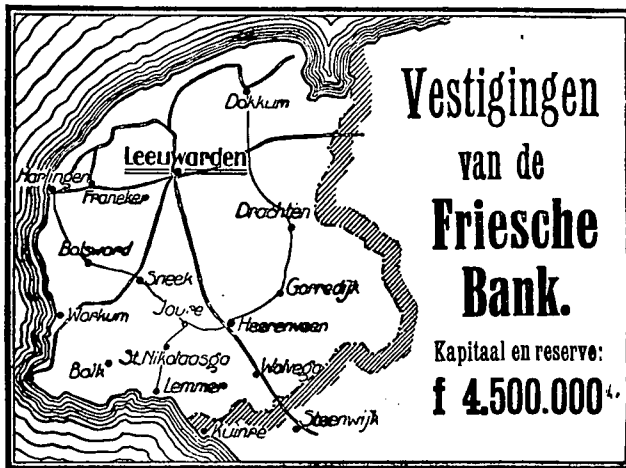 Vestigingen
van de
Friesche
Bank.
Kapitaal en reserve:
f 4.500.000
Dokkum
Leeuwarden
Harlingen
Franeker
Drachten
Bolsward
Sneek
Gorredijk
Joure
Workum
Heerenveen
St. Nikolaasga
Balk
Wolvega
Lemmer
Steenwijk
Kuinre